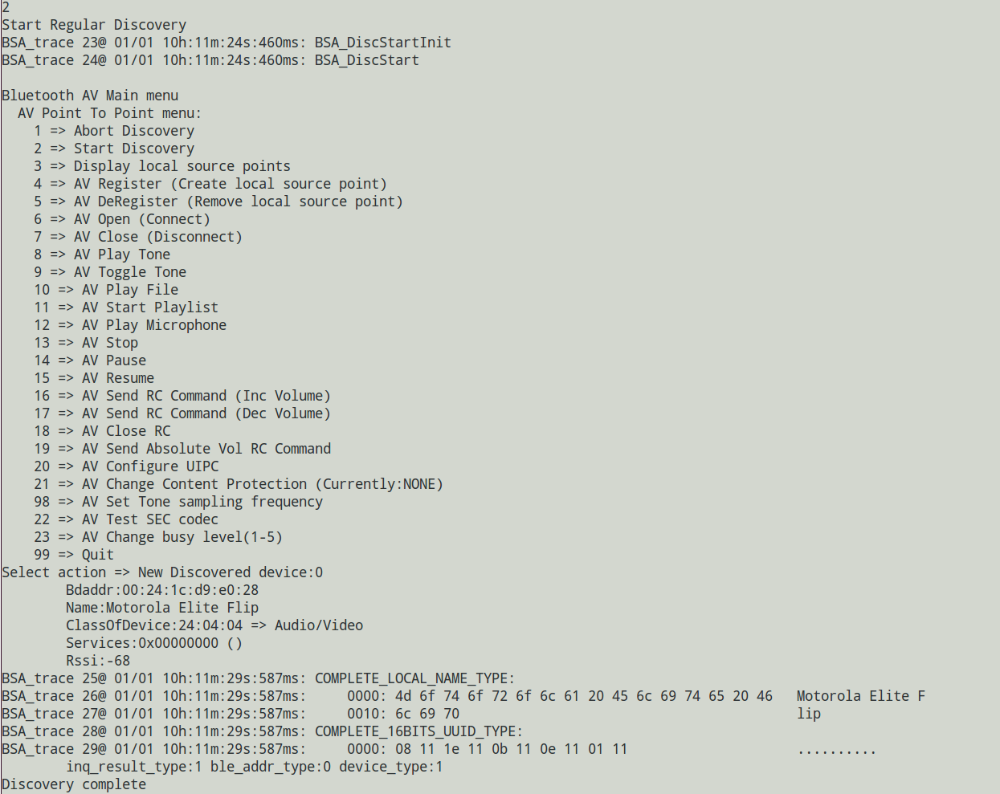 2
Start Regular Discovery
BSA_trace 23@ 01/01 10h:11m:24s:460ms: BSA_DiscStartInit
BSA_trace 24@ 01/01 10h:11m:24s:460ms: BSA_DiscStart

Bluetooth AV Main menu
  AV Point To Point menu:
    1 => Abort Discovery
    2 => Start Discovery
    3 => Display local source points
    4 => AV Register (Create local source point)
    5 => AV DeRegister (Remove local source point)
    6 => AV Open (Connect)
    7 => AV Close (Disconnect)
    8 => AV Play Tone
    9 => AV Toggle Tone
    10 => AV Play File
    11 => AV Start Playlist
    12 => AV Play Microphone
    13 => AV Stop
    14 => AV Pause
    15 => AV Resume
    16 => AV Send RC Command (Inc Volume)
    17 => AV Send RC Command (Dec Volume)
    18 => AV Close RC
    19 => AV Send Absolute Vol RC Command
    20 => AV Configure UIPC
    21 => AV Change Content Protection (Currently:NONE)
    98 => AV Set Tone sampling frequency
    22 => AV Test SEC codec
    23 => AV Change busy level(1-5)
    99 => Quit
Select action => New Discovered device:0
        Bdaddr:00:24:1c:d9:e0:28
        Name:Motorola Elite Flip
        ClassOfDevice:24:04:04 => Audio/Video
        Services:0x00000000 ()
        Rssi:-68
BSA_trace 25@ 01/01 10h:11m:29s:587ms: COMPLETE_LOCAL_NAME_TYPE:
BSA_trace 26@ 01/01 10h:11m:29s:587ms:     0000: 4d 6f 74 6f 72 6f 6c 61 20 45 6c 69 74 65 20 46   Motorola Elite F
BSA_trace 27@ 01/01 10h:11m:29s:587ms:     0010: 6c 69 70                                          lip
BSA_trace 28@ 01/01 10h:11m:29s:587ms: COMPLETE_16BITS_UUID_TYPE:
BSA_trace 29@ 01/01 10h:11m:29s:587ms:     0000: 08 11 1e 11 0b 11 0e 11 01 11                     ..........
        inq_result_type:1 ble_addr_type:0 device_type:1
Discovery complete